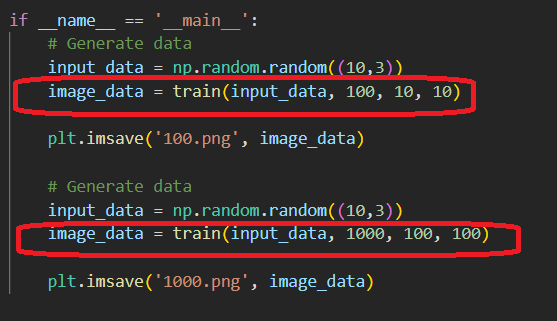 if __name__ == '__main__':
    # Generate data
    input_data = np.random.random((10,3))
    image_data = train(input_data, 100, 10, 10)
    plt.imsave('100.png', image_data)
    # Generate data
    input_data = np.random.random((10,3))
    image_data = train(input_data, 1000, 100, 100)
    plt.imsave('1000.png', image_data)